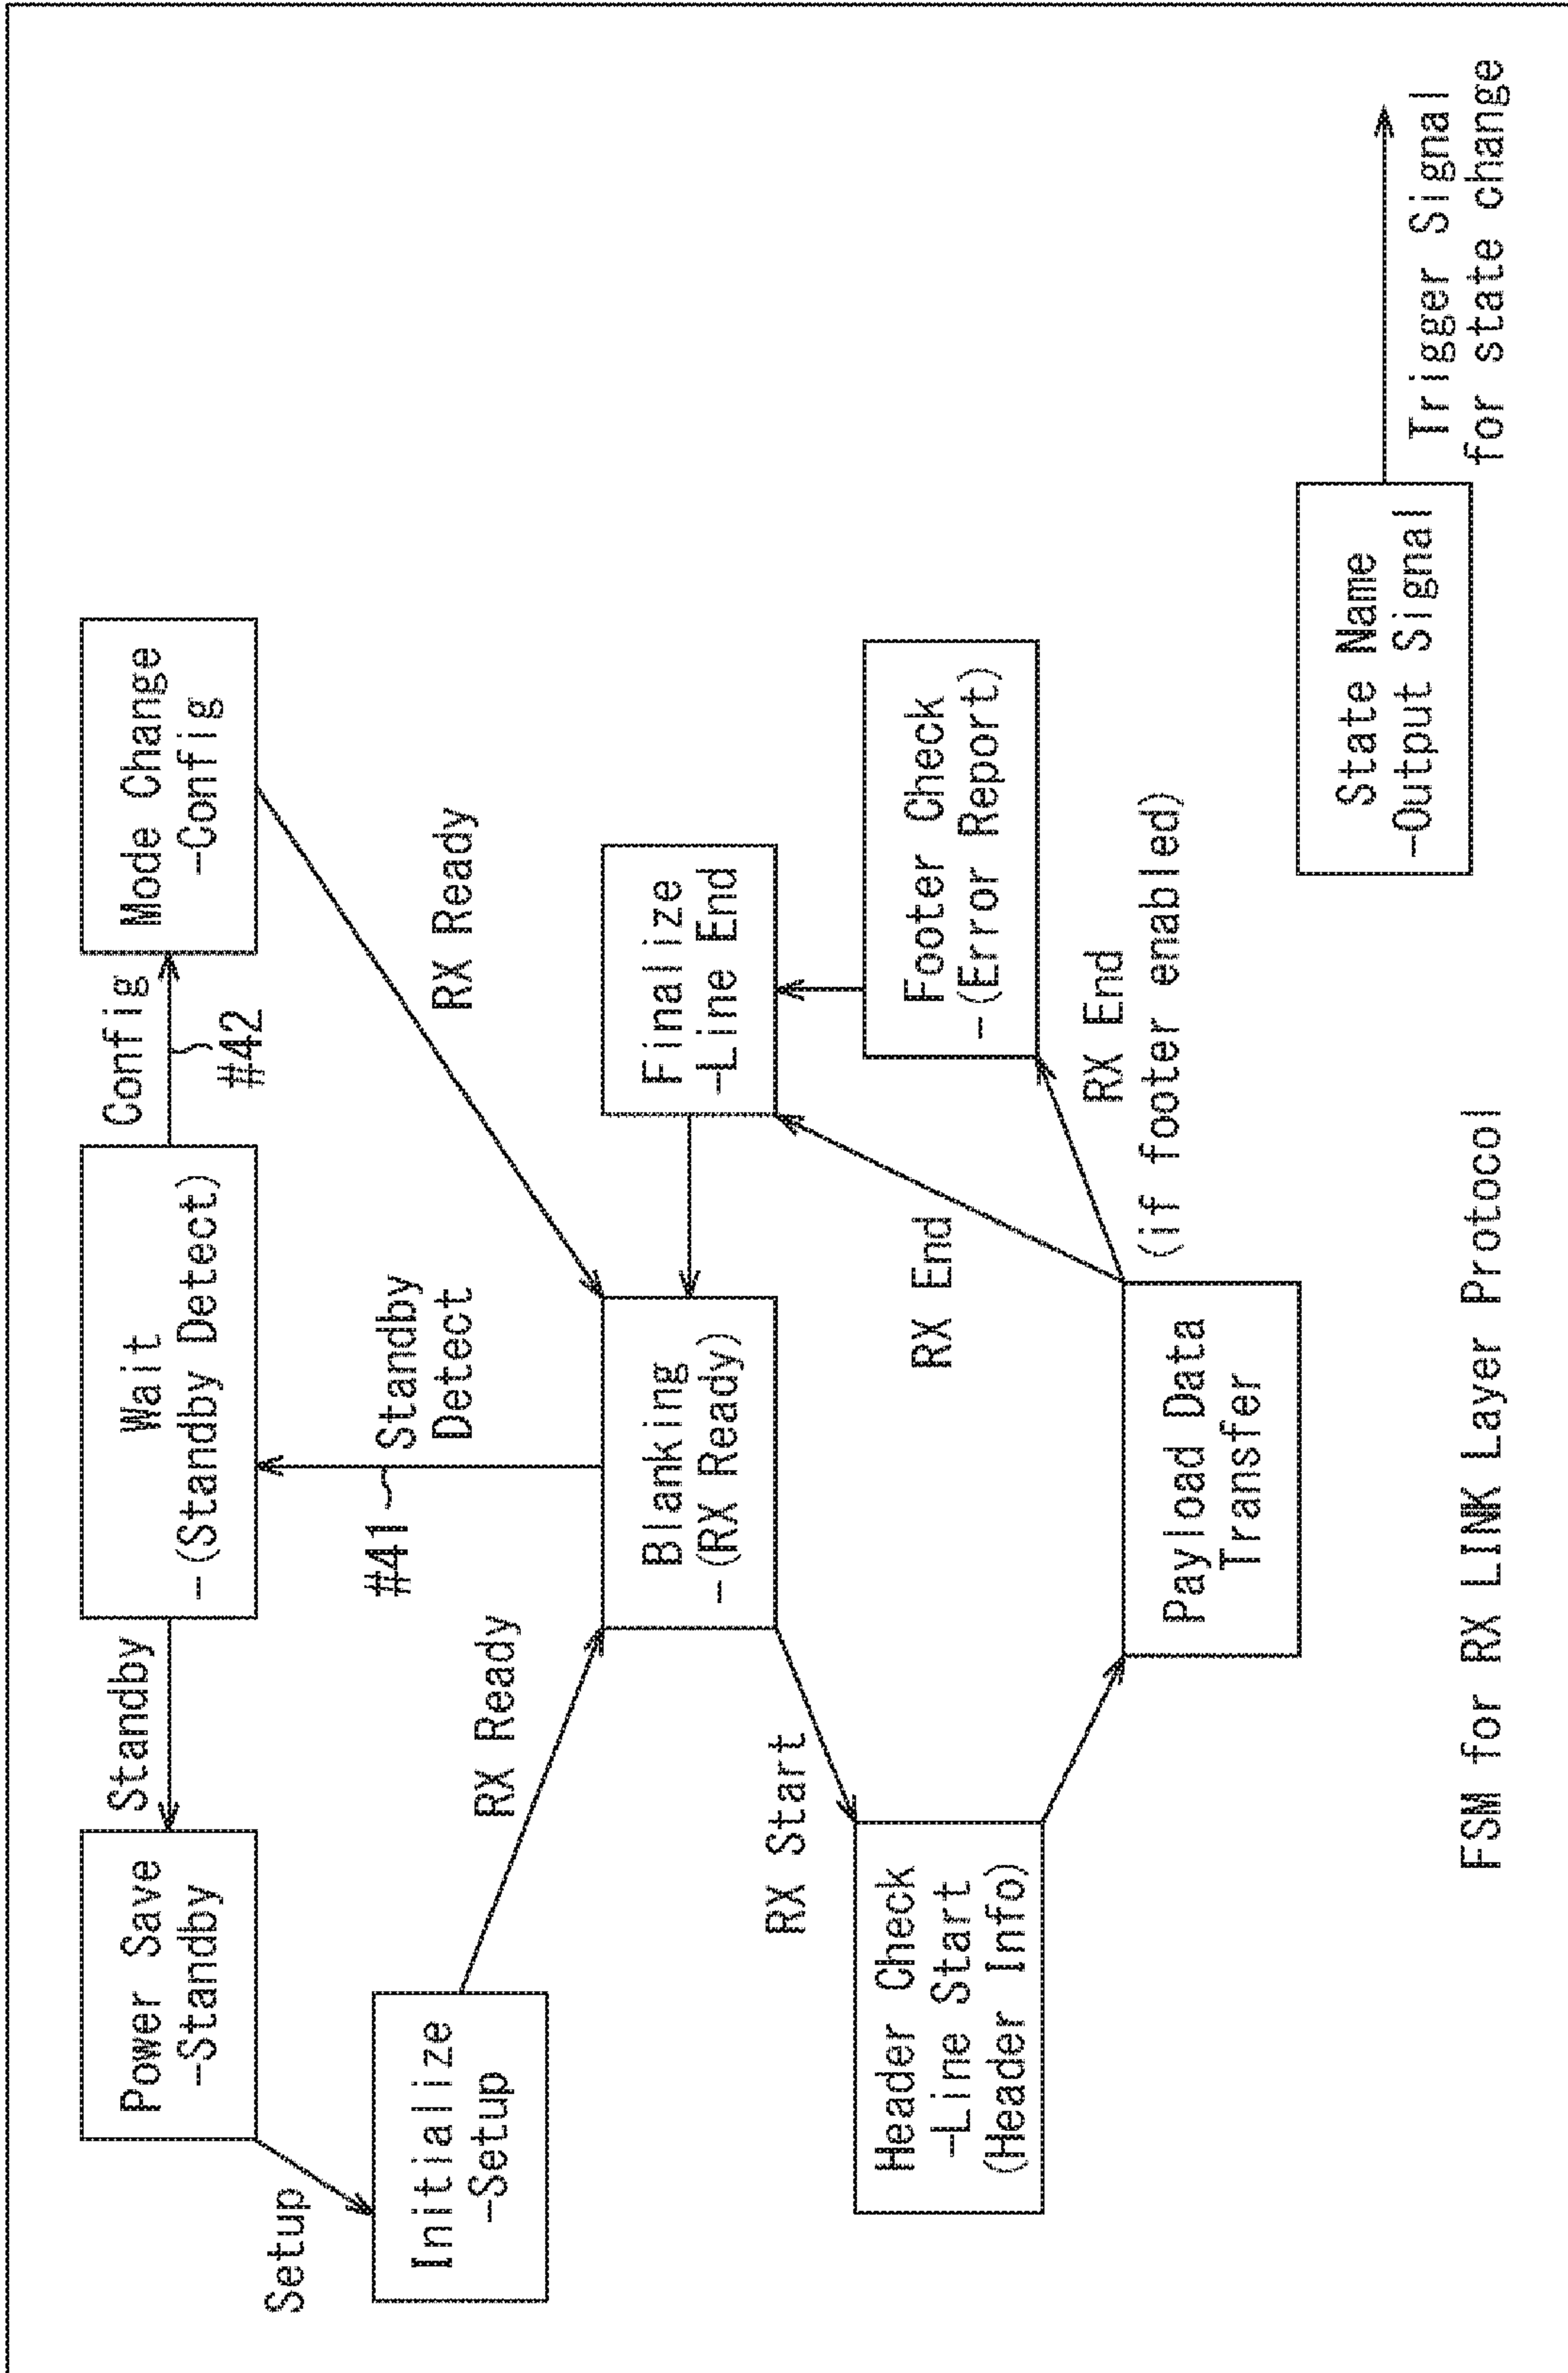 Power Save
-Standby
Standby
Wait
-(Standby Detect)
Config
#42
Mode Change
-Config
Setup
Initialize
-Setup
RX Ready
#41
Standby
Detect
RX Ready
Blanking
-(RX Ready)
Finalize
-Line End
RX Start
RX End
Header Check
-Line Start
(Header Info)
Footer Check
-(Error Report)
RX End
(if footer enabled)
Payload Data
Transfer
State Name
-Output Signal
Trigger Signal
for state change
FSM for RX LINK Layer Protocol